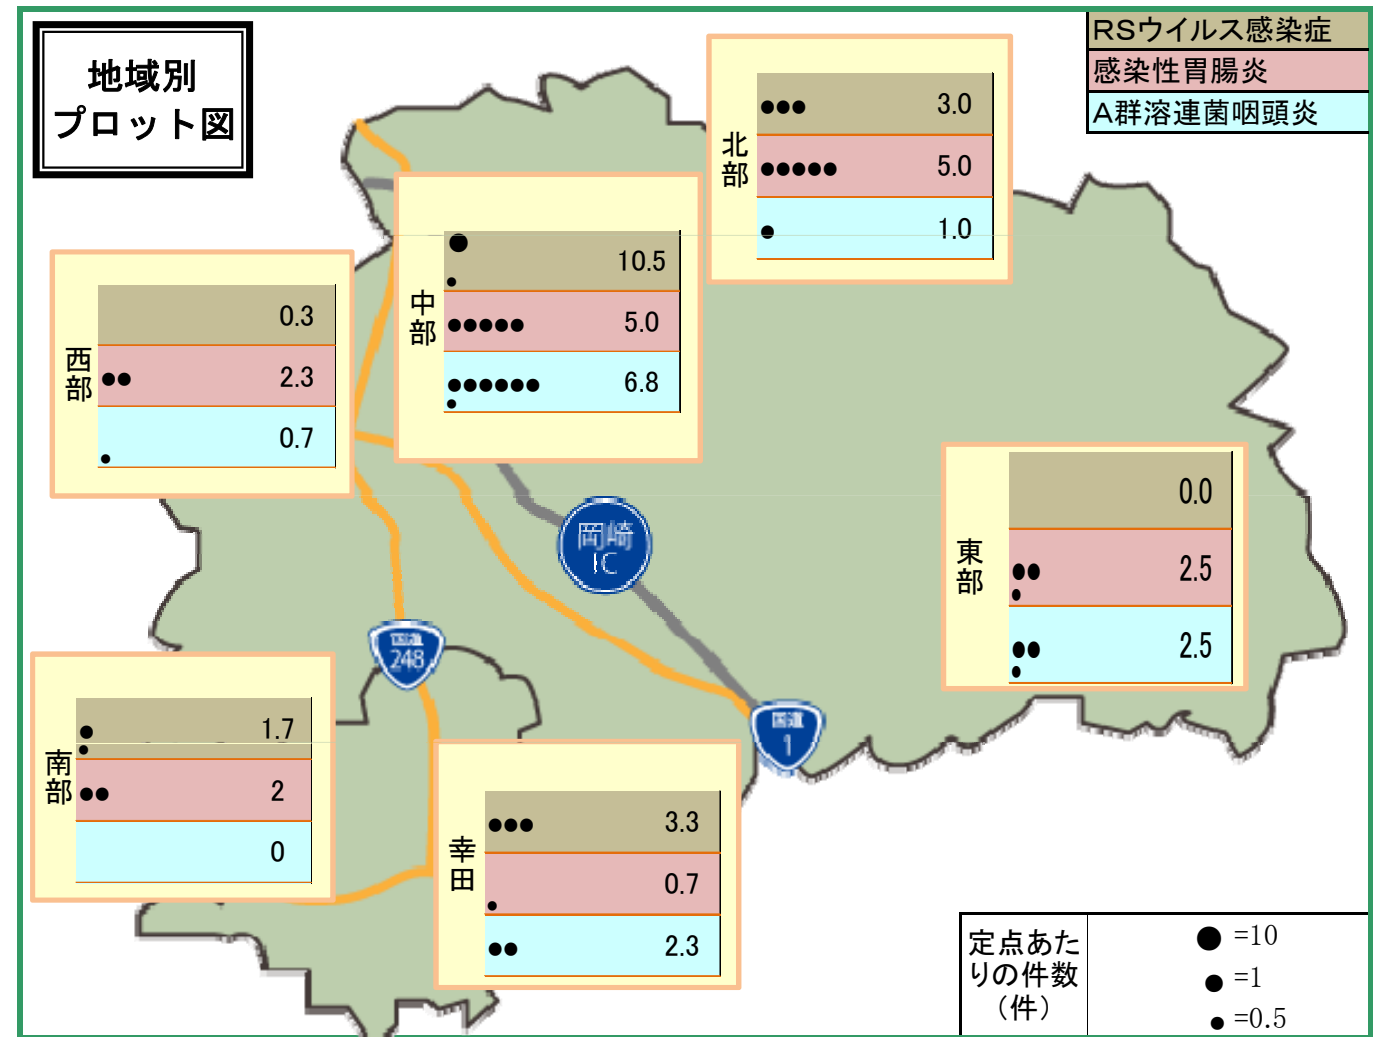 地域別
プロット図
RSウイルス感染症
感染性胃腸炎
A群溶連菌咽頭炎
北部
3.0
5.0
1.0
中部
10.5
5.0
6.8
西部
0.3
2.3
0.7
東部
0.0
2.5
2.5
岡崎
IC
国道
248
国道
1
南部
1.7
2
0
幸田
3.3
0.7
2.3
定点あた
りの件数
（件）
=10
=1
=0.5